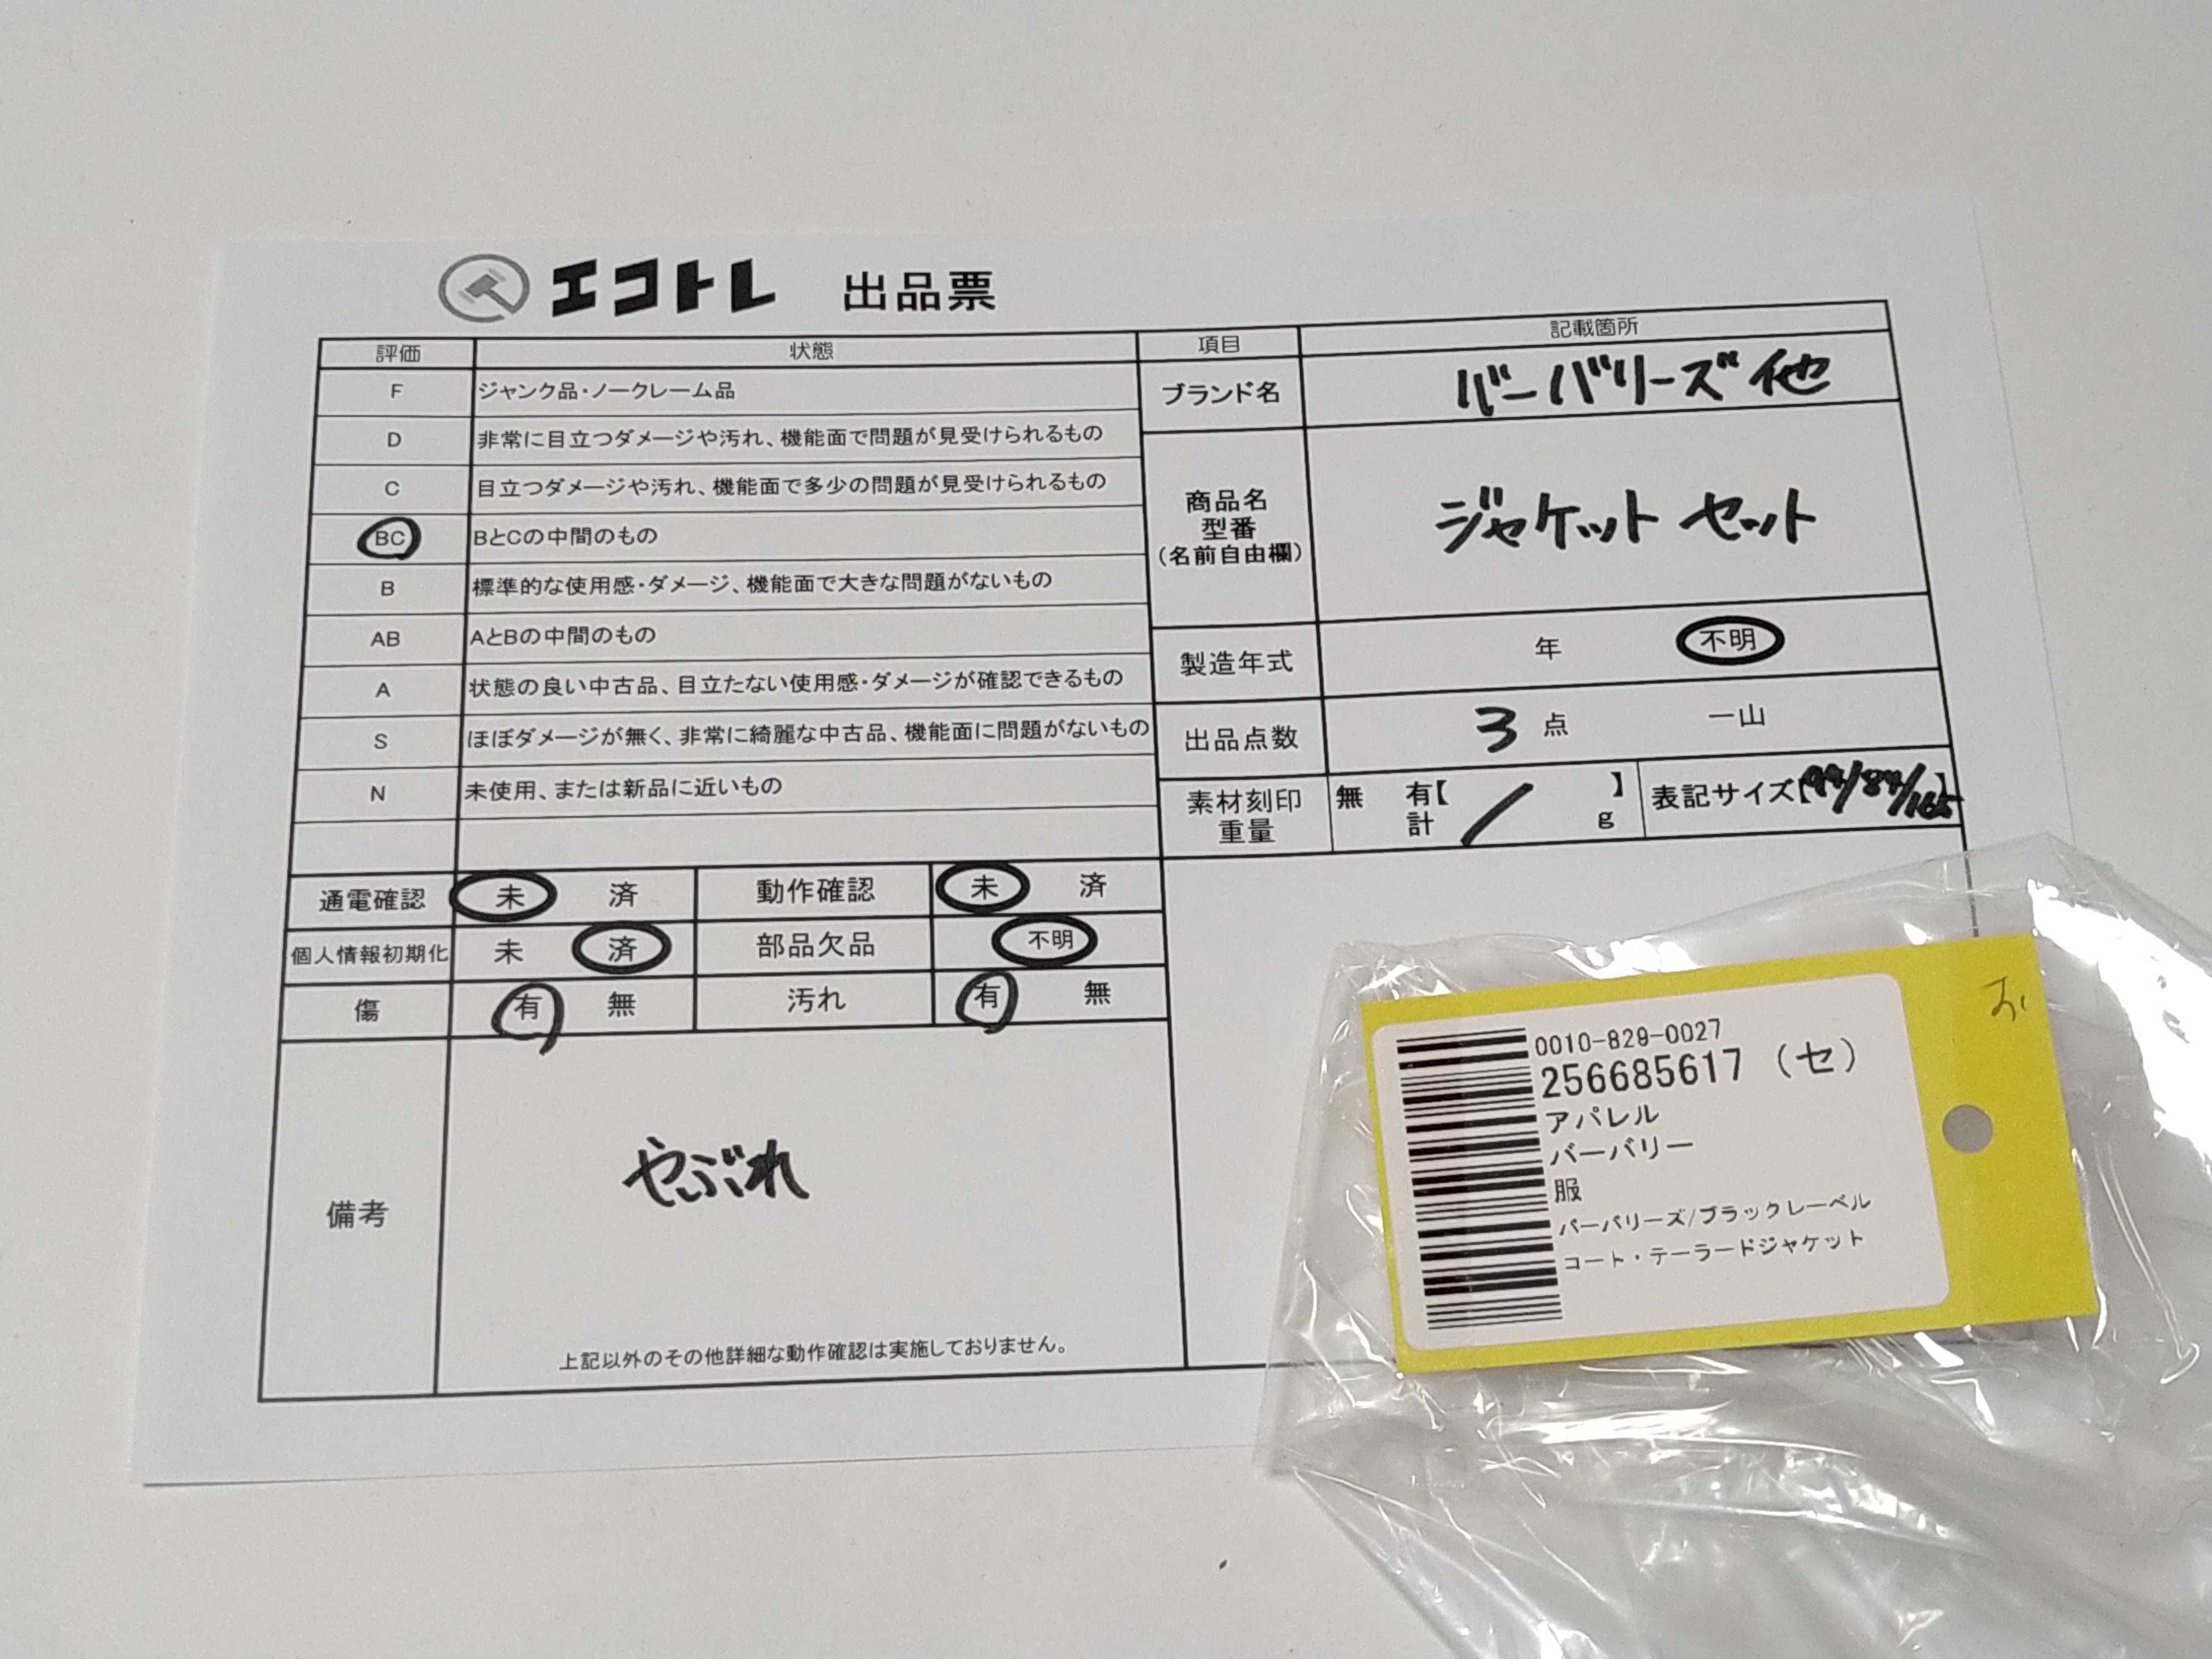 エコトレ 出品票
評価 状態
F ジャンク品・ノークレーム品
D 非常に目立つダメージや汚れ、機能面で問題が見受けられるもの
C 目立つダメージや汚れ、機能面で多少の問題が見受けられるもの
BC BとCの中間のもの
B 標準的な使用感・ダメージ、機能面で大きな問題がないもの
AB AとBの中間のもの
A 状態の良い中古品、目立たない使用感・ダメージが確認できるもの
S ほぼダメージが無く、非常に綺麗な中古品、機能面に問題がないもの
N 未使用、または新品に近いもの
項目 記載箇所
ブランド名 バーバリーズ他
商品名
型番
(名前自由欄)
ジャケットセット
製造年式 年 不明
出品点数 3 点 一山
素材刻印 無 有【 】
重量 計 / g
表記サイズ【 /84/165】
通電確認 未 済 動作確認 未 済
個人情報初期化 未 済 部品欠品 不明
傷 有 無 汚れ 有 無
備考 やぶれ
上記以外のその他詳細な動作確認は実施しておりません。
0010-829-0027
256685617 (セ)
アパレル
バーバリー
服
バーバリーズ/ブラックレーベル
コート・テーラードジャケット